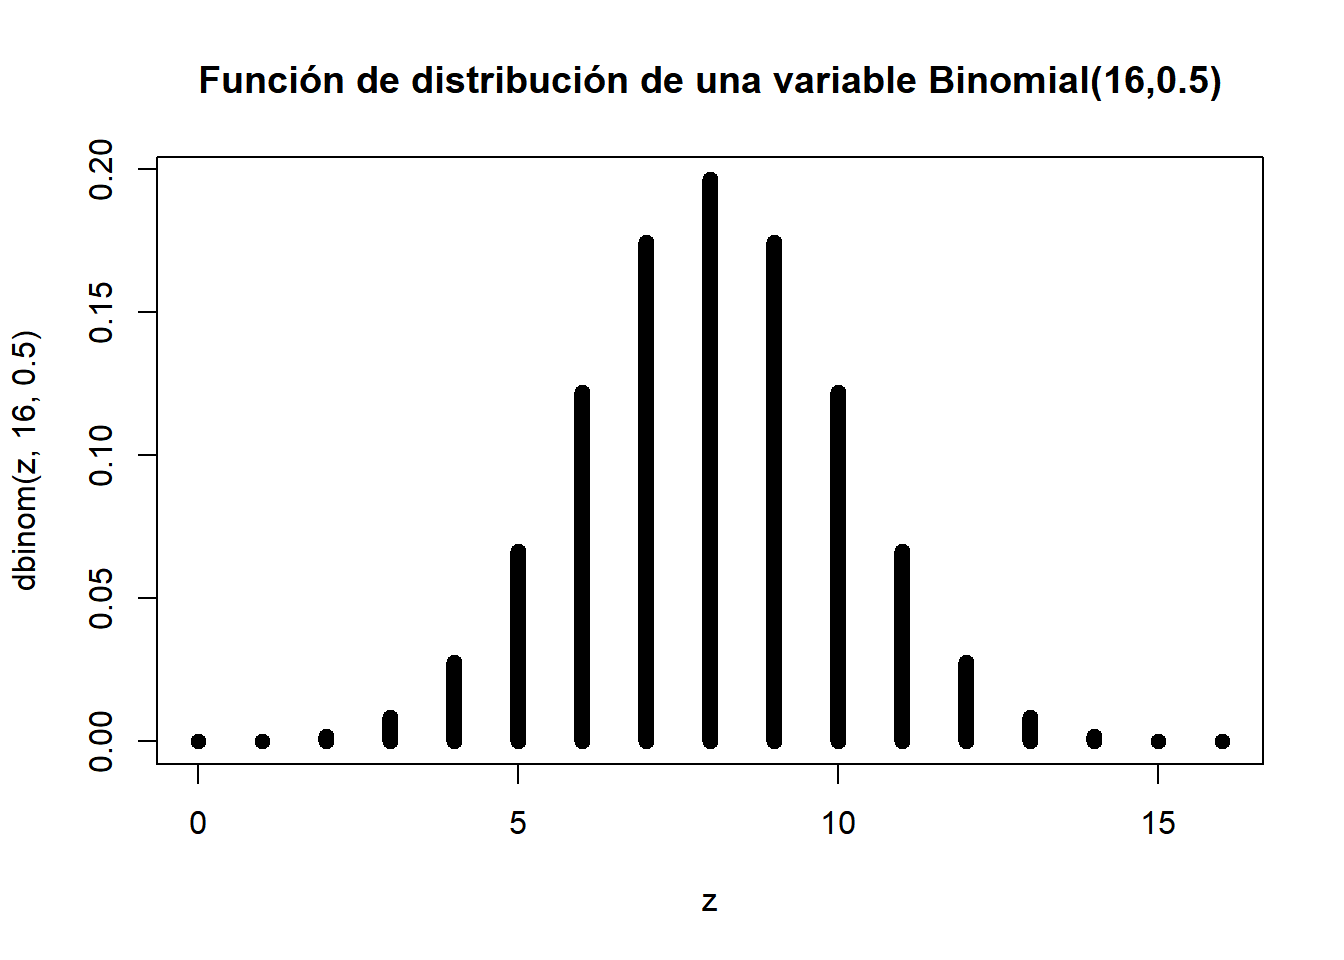 Función de distribución de una variable Binomial(16,0.5)
dbinom(z, 16, 0.5)
0.20
0.15
0.10
0.05
0.00
0 5 10 15
z